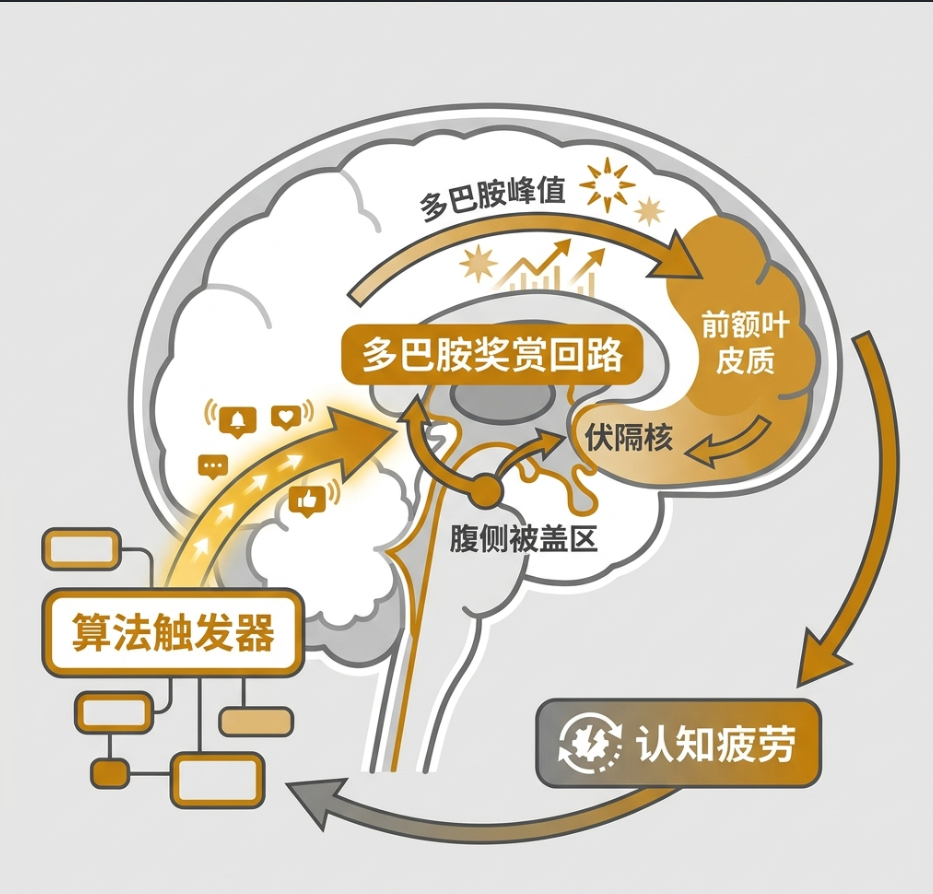 多巴胺峰值
前额叶
皮质
多巴胺奖赏回路
伏隔核
腹侧被盖区
算法触发器
认知疲劳